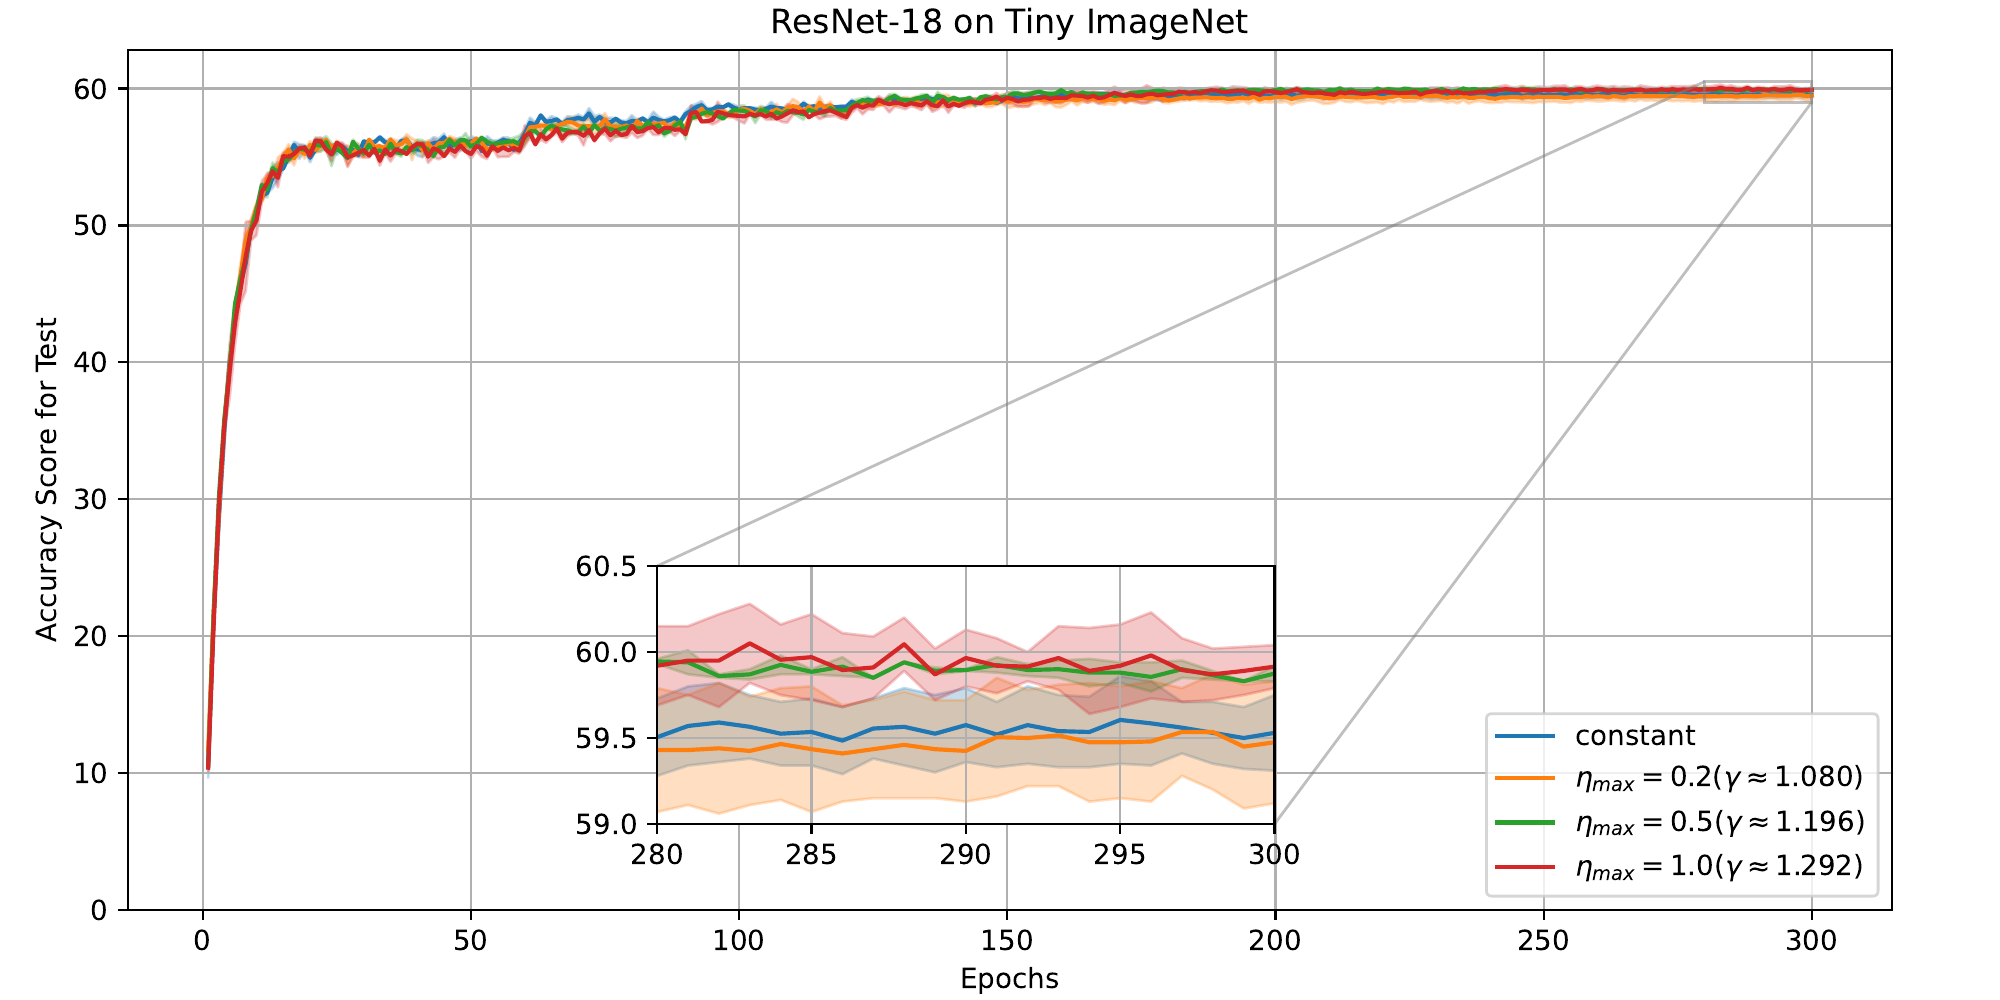 ResNet-18 on Tiny ImageNet
Accuracy Score for Test
60
50
40
30
20
10
0
60.5
60.0
59.5
59.0
280 285 290 295 300
constant
η_max = 0.2(γ ≈ 1.080)
η_max = 0.5(γ ≈ 1.196)
η_max = 1.0(γ ≈ 1.292)
0 50 100 150 200 250 300
Epochs